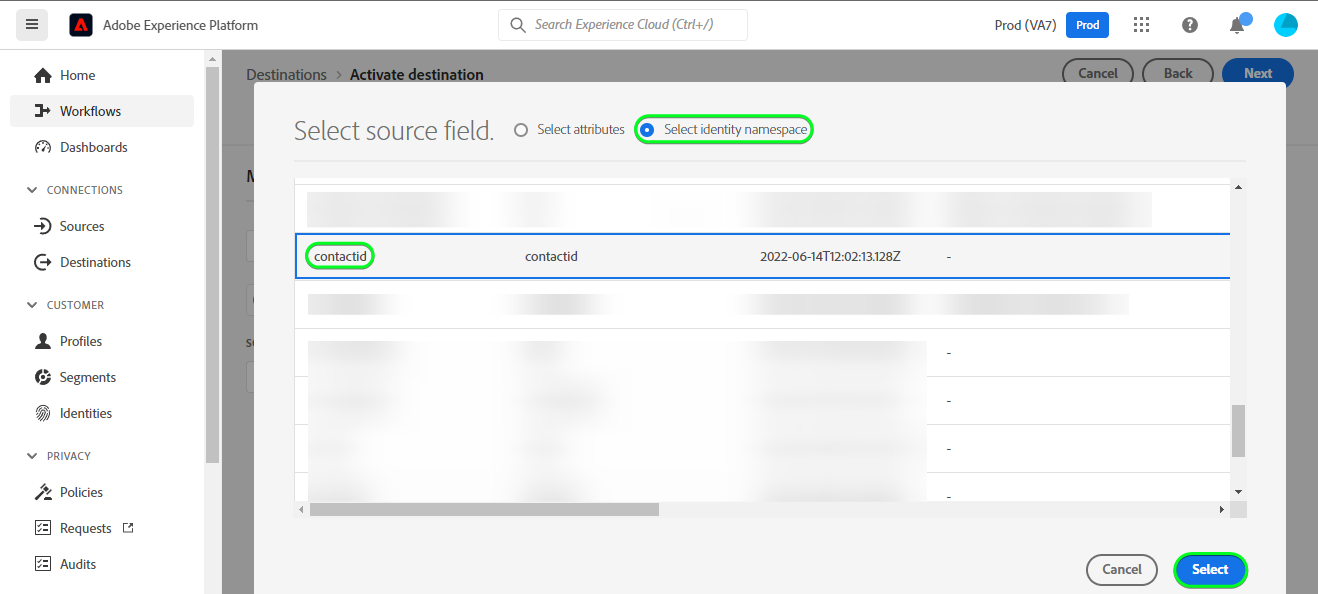 Adobe Experience Platform
Search Experience Cloud (Ctrl+/)
Prod (VA7)
Prod
Home
Workflows
Dashboards
CONNECTIONS
Sources
Destinations
CUSTOMER
Profiles
Segments
Identities
PRIVACY
Policies
Requests
Audits
Destinations > Activate destination
Cancel
Back
Next
Select source field.
Select attributes
Select identity namespace
contactid contactid 2022-06-14T12:02:13.128Z -
-
-
-
-
Cancel
Select